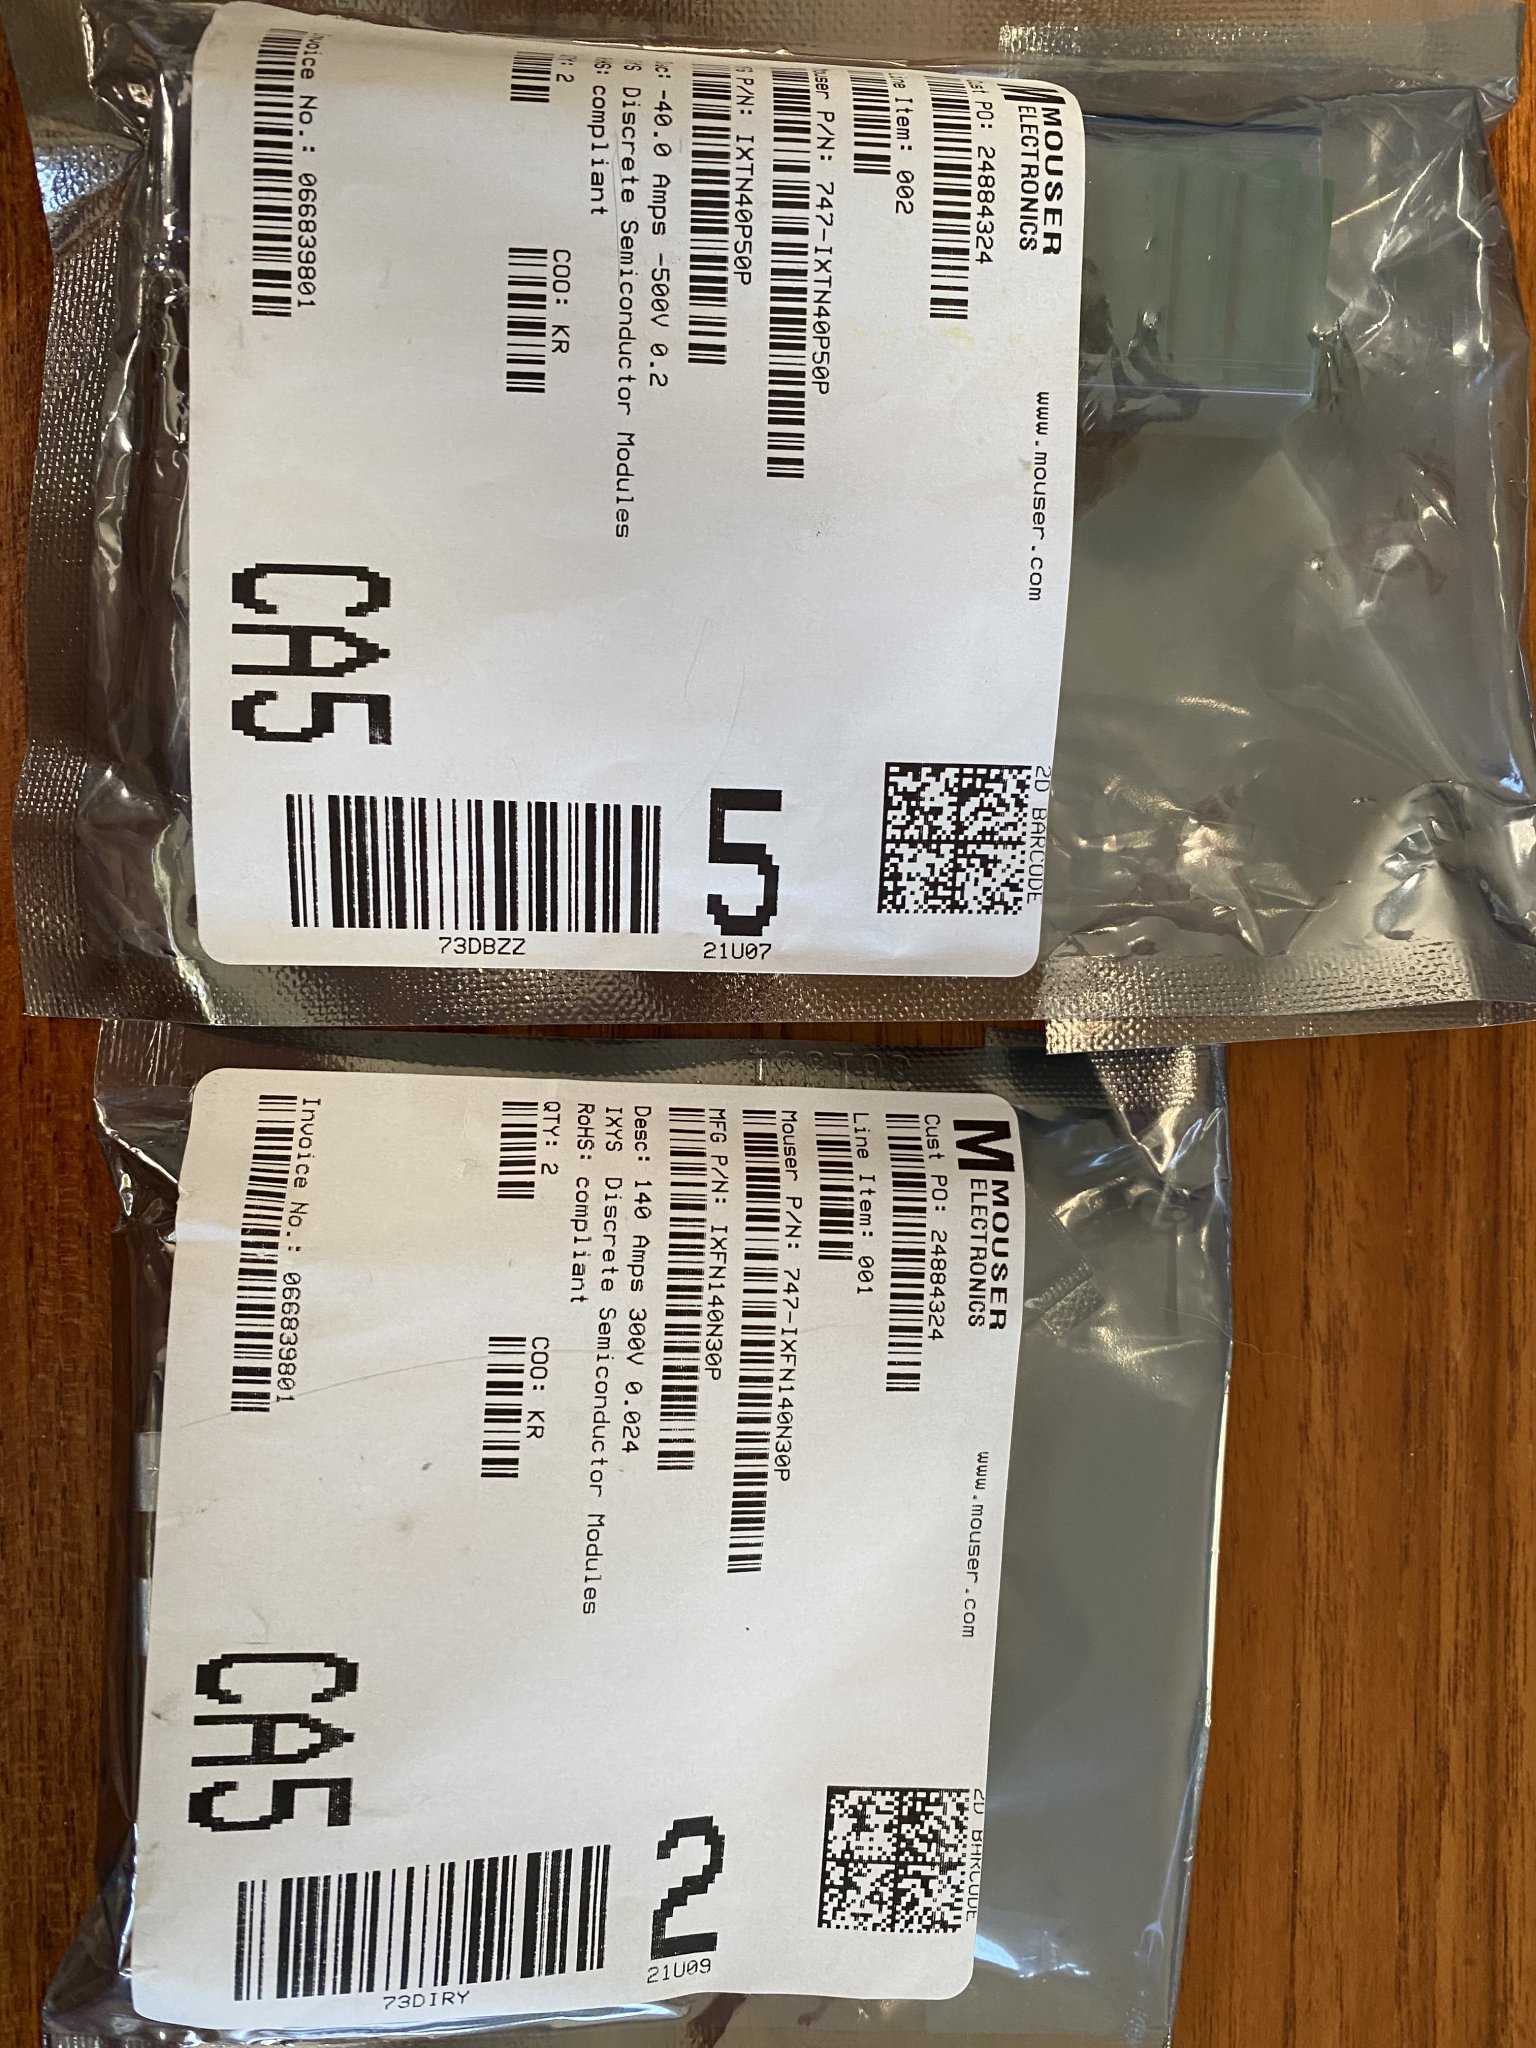 MOUSER
ELECTRONICS
www.mouser.com
2D BARCODE
PO: 24884324
Item: 002
P/N: 747-IXTN40P50P
P/N: IXTN40P50P
-40.0 Amps -500V 0.2
Discrete Semiconductor Modules
compliant
2
COO: KR
Invoice No.: 066839801
CA5
5
21U07
73DBZZ
MOUSER
ELECTRONICS
www.mouser.com
2D BARCODE
Cust PO: 24884324
Line Item: 001
Mouser P/N: 747-IXFN140N30P
MFG P/N: IXFN140N30P
Desc: 140 Amps 300V 0.024
IXYS Discrete Semiconductor Modules
RoHS: compliant
QTY: 2
COO: KR
Invoice No.: 066839801
CA5
2
21U09
73DIRY